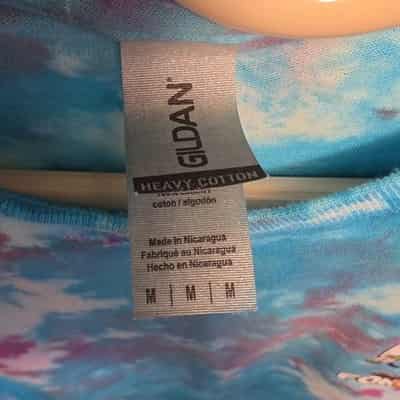 GILDAN®
HEAVY COTTON
coton / algodón
Made in Nicaragua
Fabriqué au Nicaragua
Hecho en Nicaragua
M | M | M